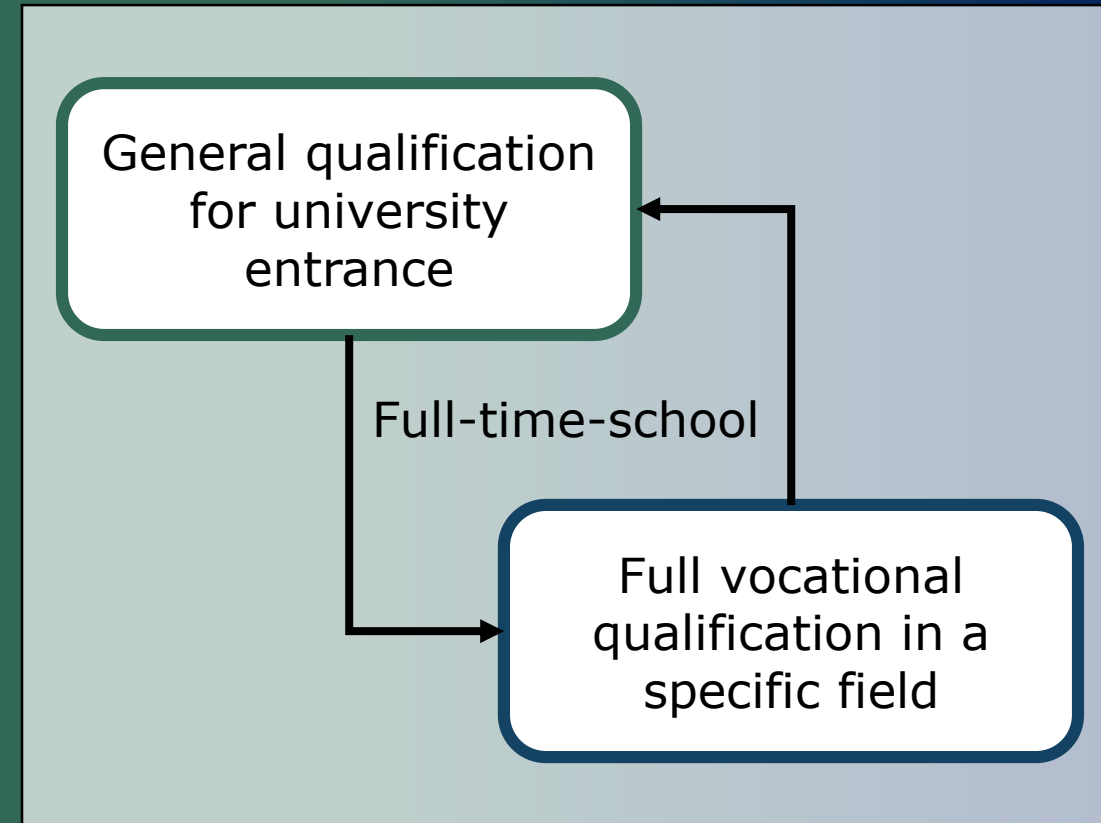 General qualification
for university
entrance
Full-time-school
Full vocational
qualification in a
specific field